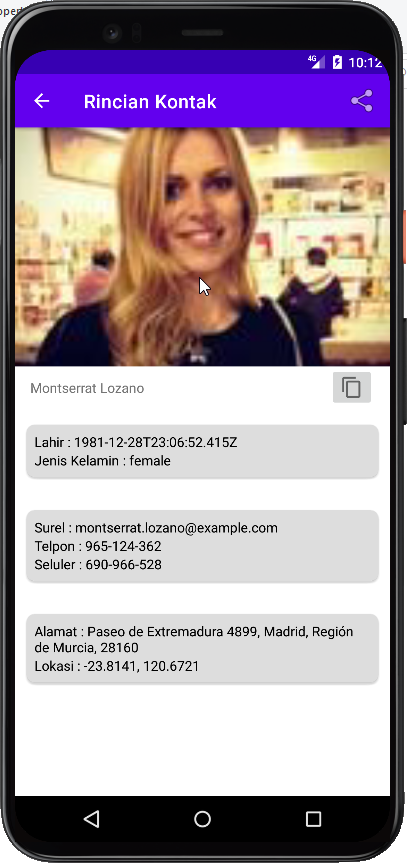 4G 10:12
Rincian Kontak
Montserrat Lozano
Lahir : 1981-12-28T23:06:52.415Z
Jenis Kelamin : female
Surel : montserrat.lozano@example.com
Telpon : 965-124-362
Seluler : 690-966-528
Alamat : Paseo de Extremadura 4899, Madrid, Región
de Murcia, 28160
Lokasi : -23.8141, 120.6721